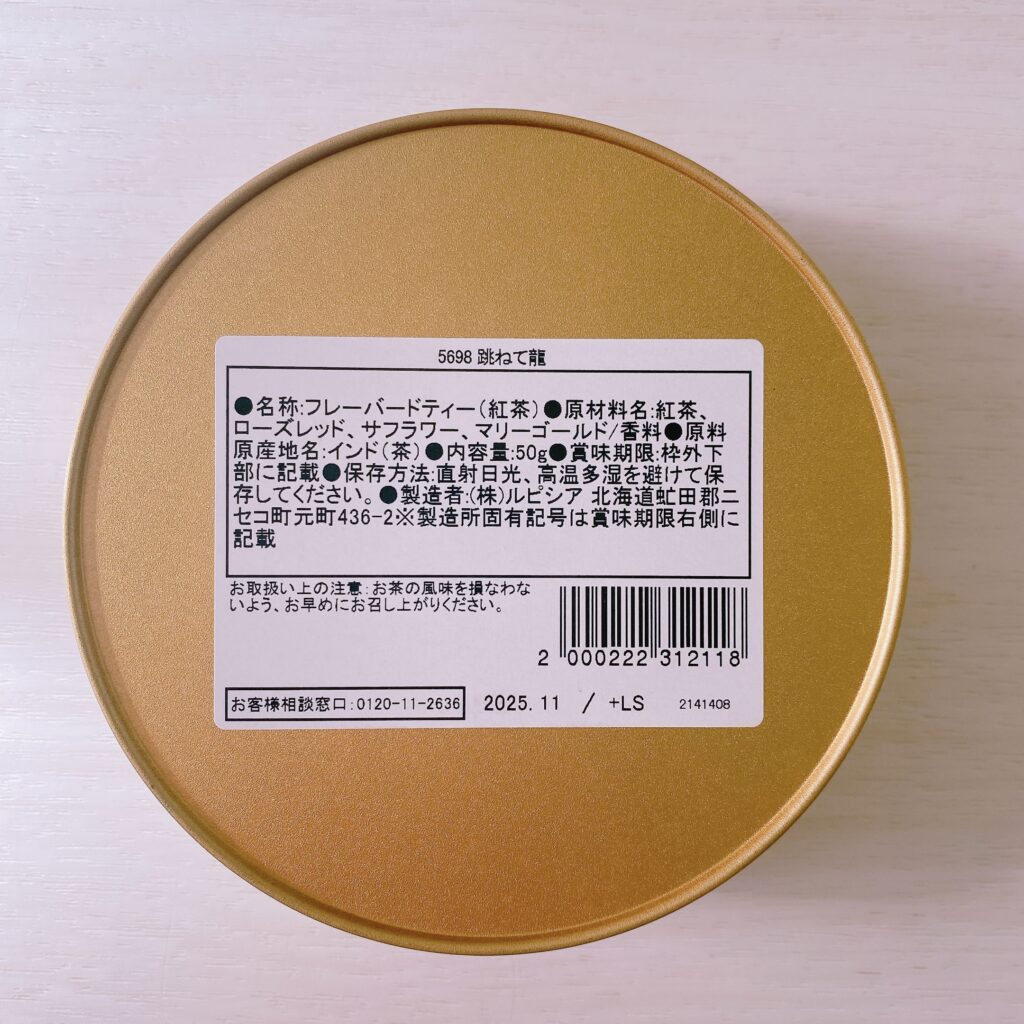 5698 跳ねて龍
●名称:フレーバードティー(紅茶)●原材料名:紅茶、
ローズレッド、サフラワー、マリーゴールド/香料●原料
原産地名:インド(茶)●内容量:50g●賞味期限:枠外下
部に記載●保存方法:直射日光、高温多湿を避けて保
存してください。●製造者:(株)ルピシア 北海道虻田郡ニ
セコ町元町436-2※製造所固有記号は賞味期限右側に
記載
お取扱い上の注意:お茶の風味を損なわな
いよう、お早めにお召し上がりください。
2 000222 312118
お客様相談窓口:0120-11-2636 2025.11 / +LS 2141408